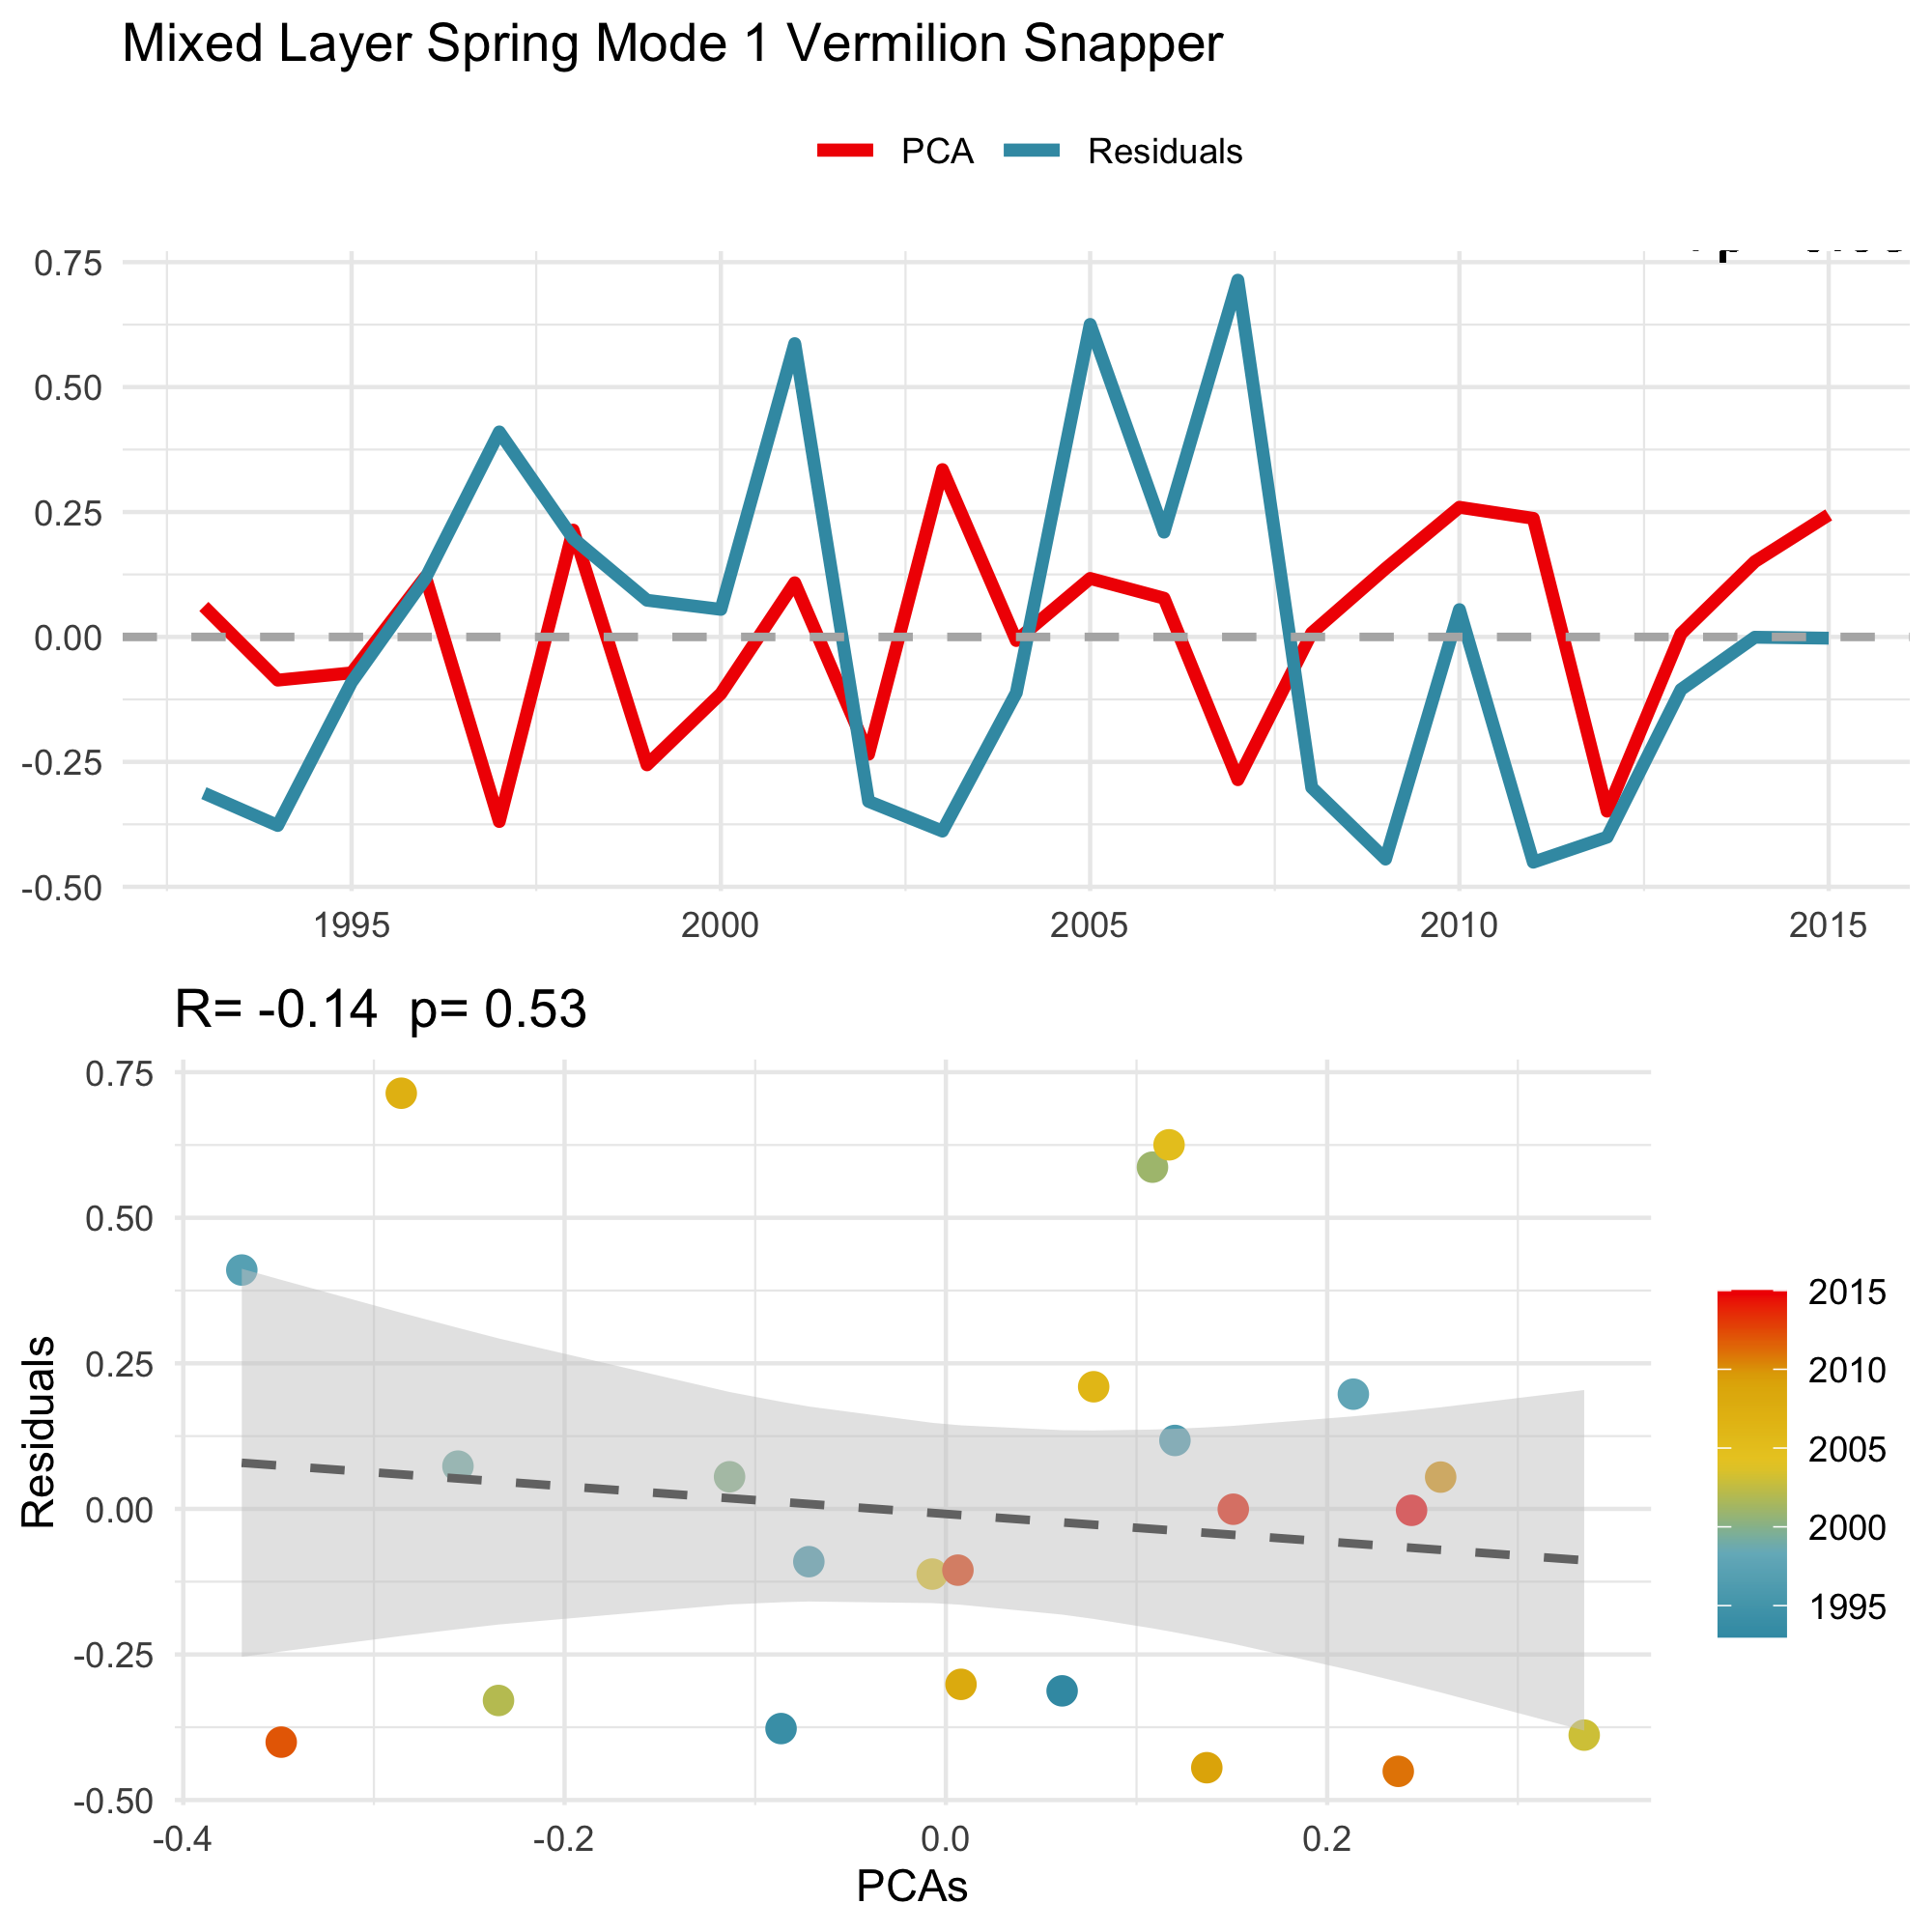 Mixed Layer Spring Mode 1 Vermilion Snapper
PCA Residuals
0.75
0.50
0.25
0.00
-0.25
-0.50
1995 2000 2005 2010 2015
R= -0.14 p= 0.53
0.75
0.50
0.25
0.00
-0.25
-0.50
Residuals
-0.4 -0.2 0.0 0.2
PCAs
2015
2010
2005
2000
1995